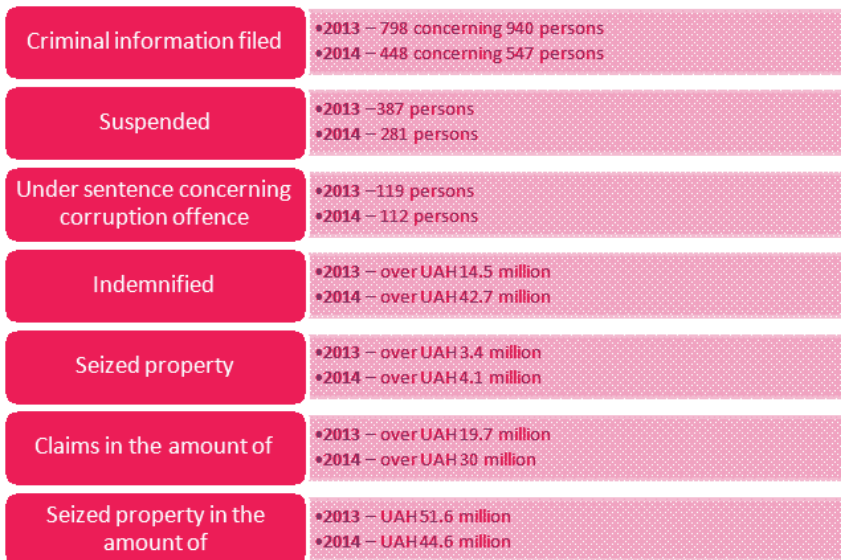 Criminal information filed
•2013 – 798 concerning 940 persons
•2014 – 448 concerning 547 persons
Suspended
•2013 –387 persons
•2014 – 281 persons
Under sentence concerning
corruption offence
•2013 –119 persons
•2014 – 112 persons
Indemnified
•2013 – over UAH 14.5 million
•2014 – over UAH 42.7 million
Seized property
•2013 – over UAH 3.4 million
•2014 – over UAH 4.1 million
Claims in the amount of
•2013 – over UAH 19.7 million
•2014 – over UAH 30 million
Seized property in the
amount of
•2013 – UAH 51.6 million
•2014 – UAH 44.6 million